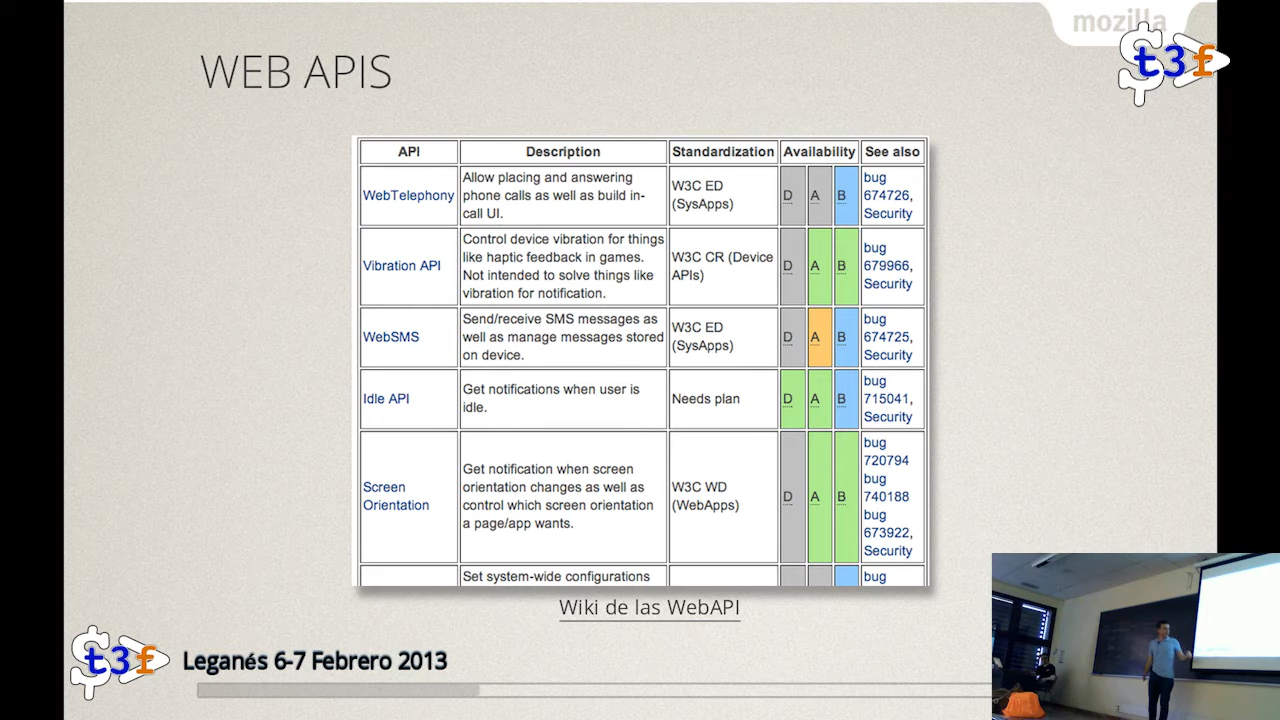 mozilla
$t3f
WEB APIS
API Description Standardization Availability See also
WebTelephony
Allow placing and answering
phone calls as well as build in-
call UI.
W3C ED
(SysApps)
D A B
bug
674726,
Security
Vibration API
Control device vibration for things
like haptic feedback in games.
Not intended to solve things like
vibration for notification.
W3C CR (Device
APIs)
D A B
bug
679966,
Security
WebSMS
Send/receive SMS messages as
well as manage messages stored
on device.
W3C ED
(SysApps)
D A B
bug
674725,
Security
Idle API
Get notifications when user is
idle.
Needs plan
D A B
bug
715041,
Security
Screen
Orientation
Get notification when screen
orientation changes as well as
control which screen orientation
a page/app wants.
W3C WD
(WebApps)
D A B
bug
720794
bug
740188
bug
673922,
Security
Set system-wide configurations
bug
Wiki de las WebAPI
$t3f
Leganés 6-7 Febrero 2013